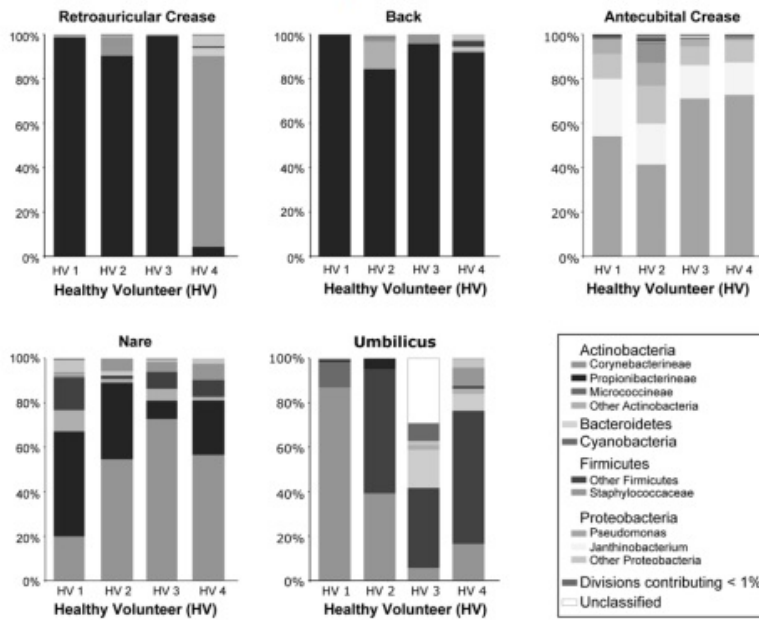 Retroauricular Crease
100%
80%
60%
40%
20%
0%
HV 1 HV 2 HV 3 HV 4
Healthy Volunteer (HV)
Back
100%
80%
60%
40%
20%
0%
HV 1 HV 2 HV 3 HV 4
Healthy Volunteer (HV)
Antecubital Crease
100%
80%
60%
40%
20%
0%
HV 1 HV 2 HV 3 HV 4
Healthy Volunteer (HV)
Nare
100%
80%
60%
40%
20%
0%
HV 1 HV 2 HV 3 HV 4
Healthy Volunteer (HV)
Umbilicus
100%
80%
60%
40%
20%
0%
HV 1 HV 2 HV 3 HV 4
Healthy Volunteer (HV)
Actinobacteria
Corynebacterineae
Propionibacterineae
Micrococcineae
Other Actinobacteria
Bacteroidetes
Cyanobacteria
Firmicutes
Other Firmicutes
Staphylococcaceae
Proteobacteria
Pseudomonas
Janthinobacterium
Other Proteobacteria
Divisions contributing < 1%
Unclassified